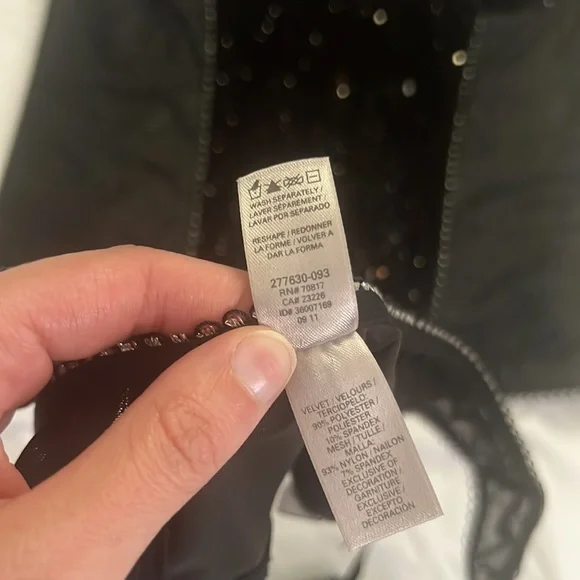 WASH SEPARATELY /
LAVER SÉPARÉMENT /
LAVAR POR SEPARADO
RESHAPE / REDONNER
LA FORME / VOLVER A
DAR LA FORMA
277630-093
RN# 70817
CA# 23226
ID# 36007169
09 11
VELVET / VELOURS /
TERCIOPELO:
90% POLYESTER /
POLIÉSTER
10% SPANDEX
MESH / TULLE /
MALLA:
93% NYLON / NAILON
7% SPANDEX
EXCLUSIVE OF
DECORATION /
GARNITURE
EXCLUSIVE /
EXCEPTO
DECORACIÓN